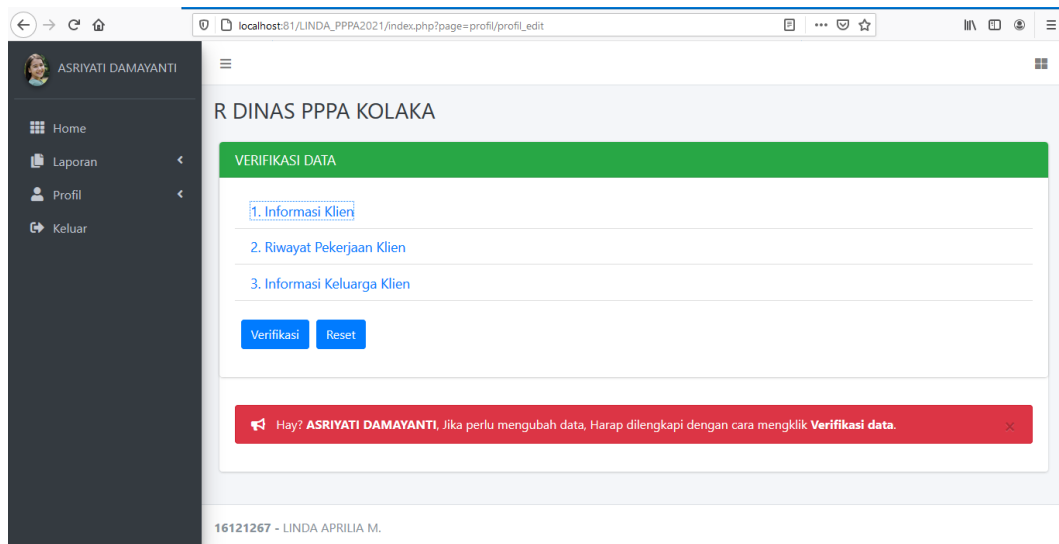 localhost:81/LINDA_PPPA2021/index.php?page=profil/profil_edit
ASRIYATI DAMAYANTI
Home
Laporan
Profil
Keluar
R DINAS PPPA KOLAKA
VERIFIKASI DATA
1. Informasi Klien
2. Riwayat Pekerjaan Klien
3. Informasi Keluarga Klien
Verifikasi Reset
Hay? ASRIYATI DAMAYANTI, Jika perlu mengubah data, Harap dilengkapi dengan cara mengklik Verifikasi data. ×
16121267 - LINDA APRILIA M.